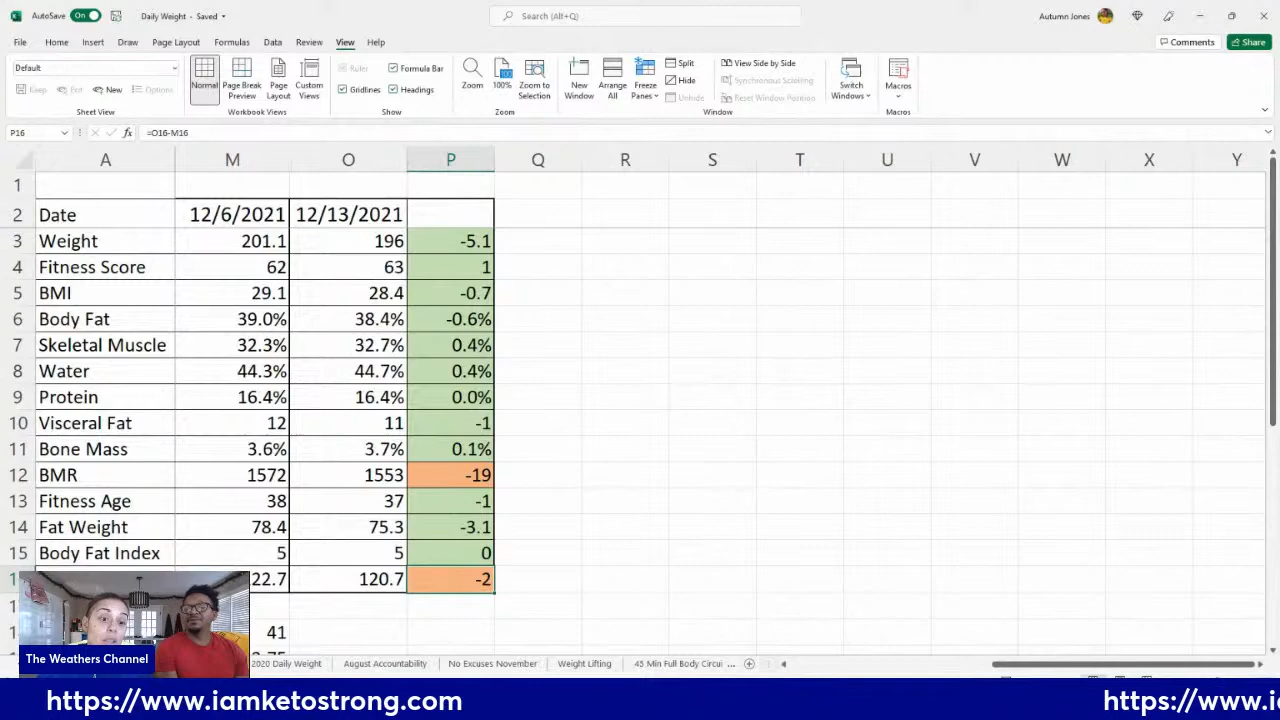 AutoSave On Daily Weight - Saved Search (Alt+Q) Autumn Jones
File Home Insert Draw Page Layout Formulas Data Review View Help Comments Share
Default
Keep Exit New Options
Sheet View
Normal Page Break Preview Page Layout Custom Views
Workbook Views
Ruler Formula Bar
Gridlines Headings
Show
Zoom 100% Zoom to Selection
Zoom
New Window Arrange All Freeze Panes
Split
Hide
Unhide
View Side by Side
Synchronous Scrolling
Reset Window Position
Window
Switch Windows
Macros
Macros
P16 fx =O16-M16
A M O P Q R S T U V W X Y
1
2 Date 12/6/2021 12/13/2021
3 Weight 201.1 196 -5.1
4 Fitness Score 62 63 1
5 BMI 29.1 28.4 -0.7
6 Body Fat 39.0% 38.4% -0.6%
7 Skeletal Muscle 32.3% 32.7% 0.4%
8 Water 44.3% 44.7% 0.4%
9 Protein 16.4% 16.4% 0.0%
10 Visceral Fat 12 11 -1
11 Bone Mass 3.6% 3.7% 0.1%
12 BMR 1572 1553 -19
13 Fitness Age 38 37 -1
14 Fat Weight 78.4 75.3 -3.1
15 Body Fat Index 5 5 0
22.7 120.7 -2
41
The Weathers Channel
2020 Daily Weight August Accountability No Excuses November Weight Lifting 45 Min Full Body Circui ...
https://www.iamketostrong.com https://www.ia